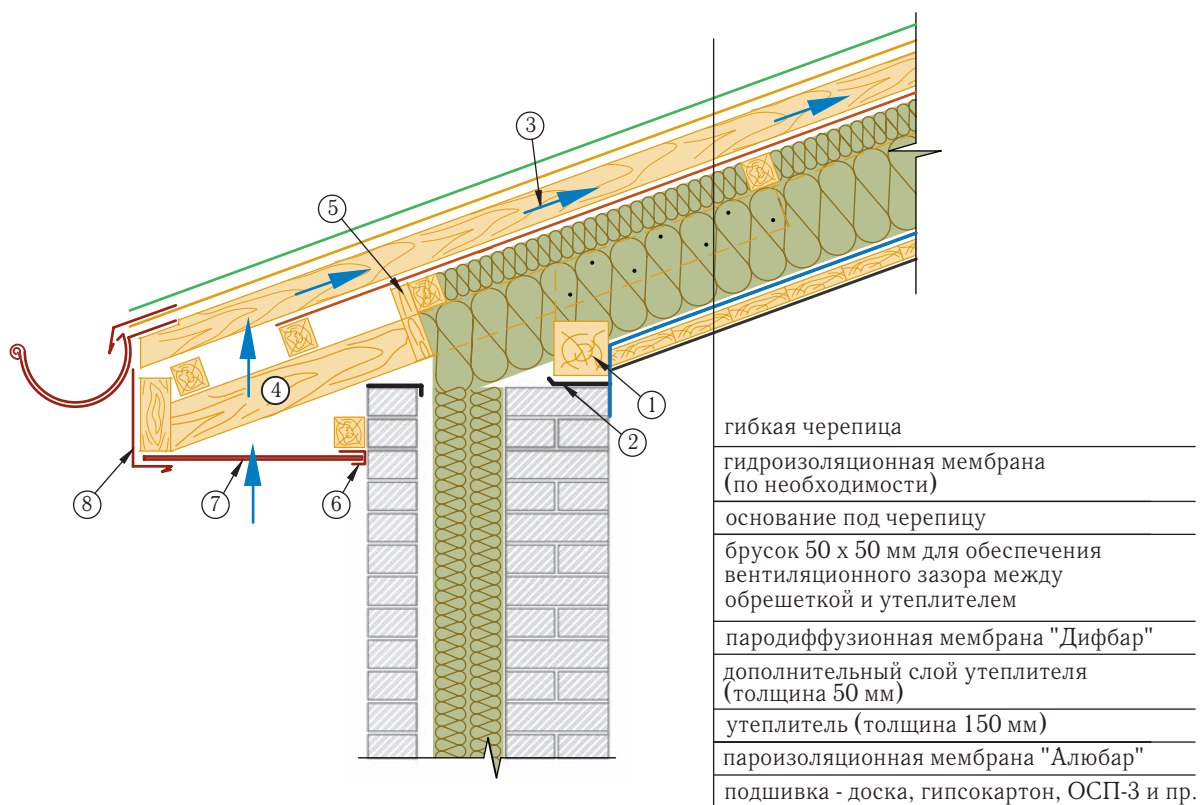 3
5
4
1
2
8
7
6
гибкая черепица
гидроизоляционная мембрана
(по необходимости)
основание под черепицу
брусок 50 х 50 мм для обеспечения
вентиляционного зазора между
обрешеткой и утеплителем
пародиффузионная мембрана "Дифбар"
дополнительный слой утеплителя
(толщина 50 мм)
утеплитель (толщина 150 мм)
пароизоляционная мембрана "Алюбар"
подшивка - доска, гипсокартон, ОСП-3 и пр.